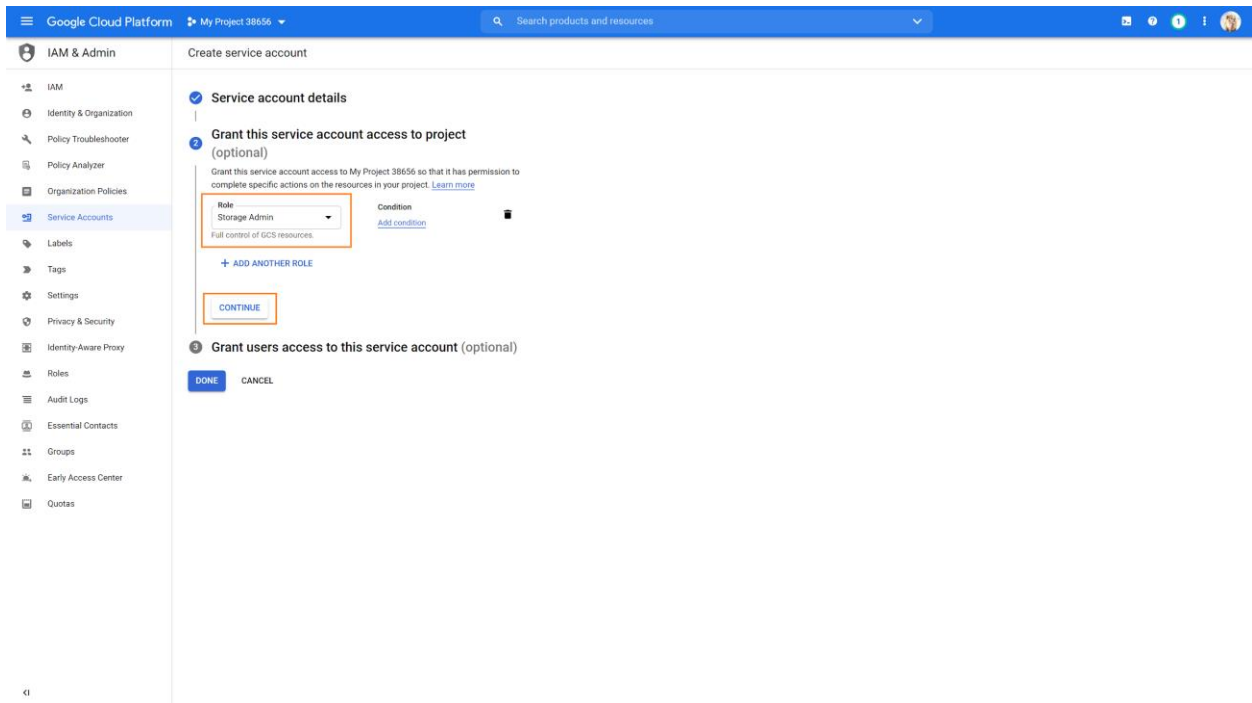 Google Cloud Platform
My Project 38656
Search products and resources
1
IAM & Admin
Create service account
IAM
Identity & Organization
Policy Troubleshooter
Policy Analyzer
Organization Policies
Service Accounts
Labels
Tags
Settings
Privacy & Security
Identity-Aware Proxy
Roles
Audit Logs
Essential Contacts
Groups
Early Access Center
Quotas
Service account details
2
Grant this service account access to project
(optional)
Grant this service account access to My Project 38656 so that it has permission to
complete specific actions on the resources in your project. Learn more
Role
Storage Admin
Full control of GCS resources.
Condition
Add condition
+ ADD ANOTHER ROLE
CONTINUE
3 Grant users access to this service account (optional)
DONE CANCEL